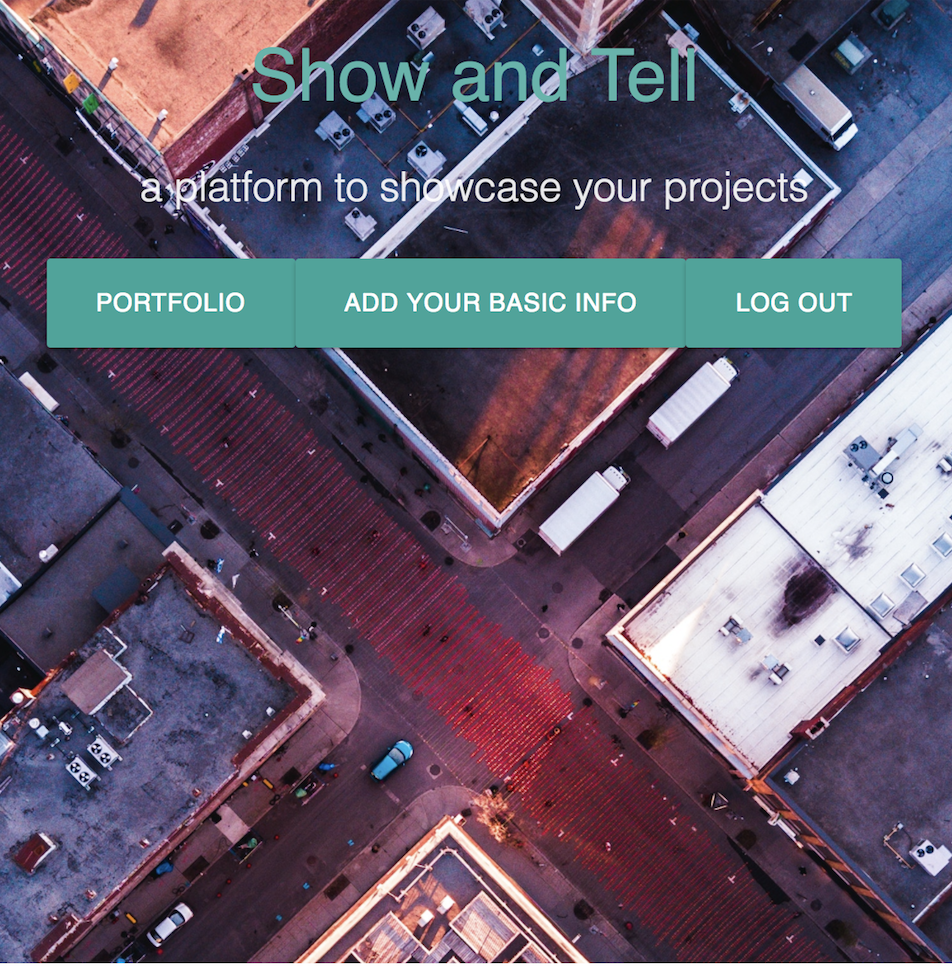 Show and Tell
a platform to showcase your projects
PORTFOLIO ADD YOUR BASIC INFO LOG OUT